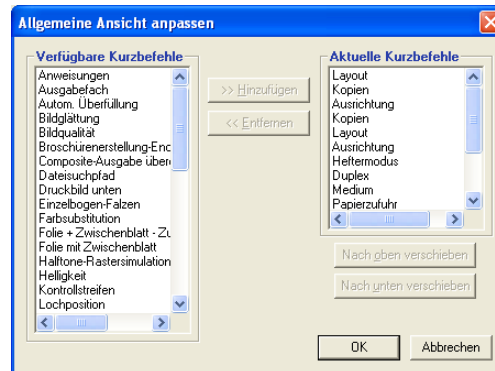 Allgemeine Ansicht anpassen
Verfügbare Kurzbefehle
Anweisungen
Ausgabefach
Autom. Überfüllung
Bildglättung
Bildqualität
Broschürenerstellung-Enc
Composite-Ausgabe über
Dateisuchpfad
Druckbild unten
Einzelbogen-Falzen
Farbsubstitution
Folie + Zwischenblatt - Zu
Folie mit Zwischenblatt
Halftone-Rastersimulation
Helligkeit
Kontrollstreifen
Lochposition
>> Hinzufügen
<< Entfernen
Aktuelle Kurzbefehle
Layout
Kopien
Ausrichtung
Kopien
Layout
Ausrichtung
Heftermodus
Duplex
Medium
Papierzufuhr
Nach oben verschieben
Nach unten verschieben
OK
Abbrechen